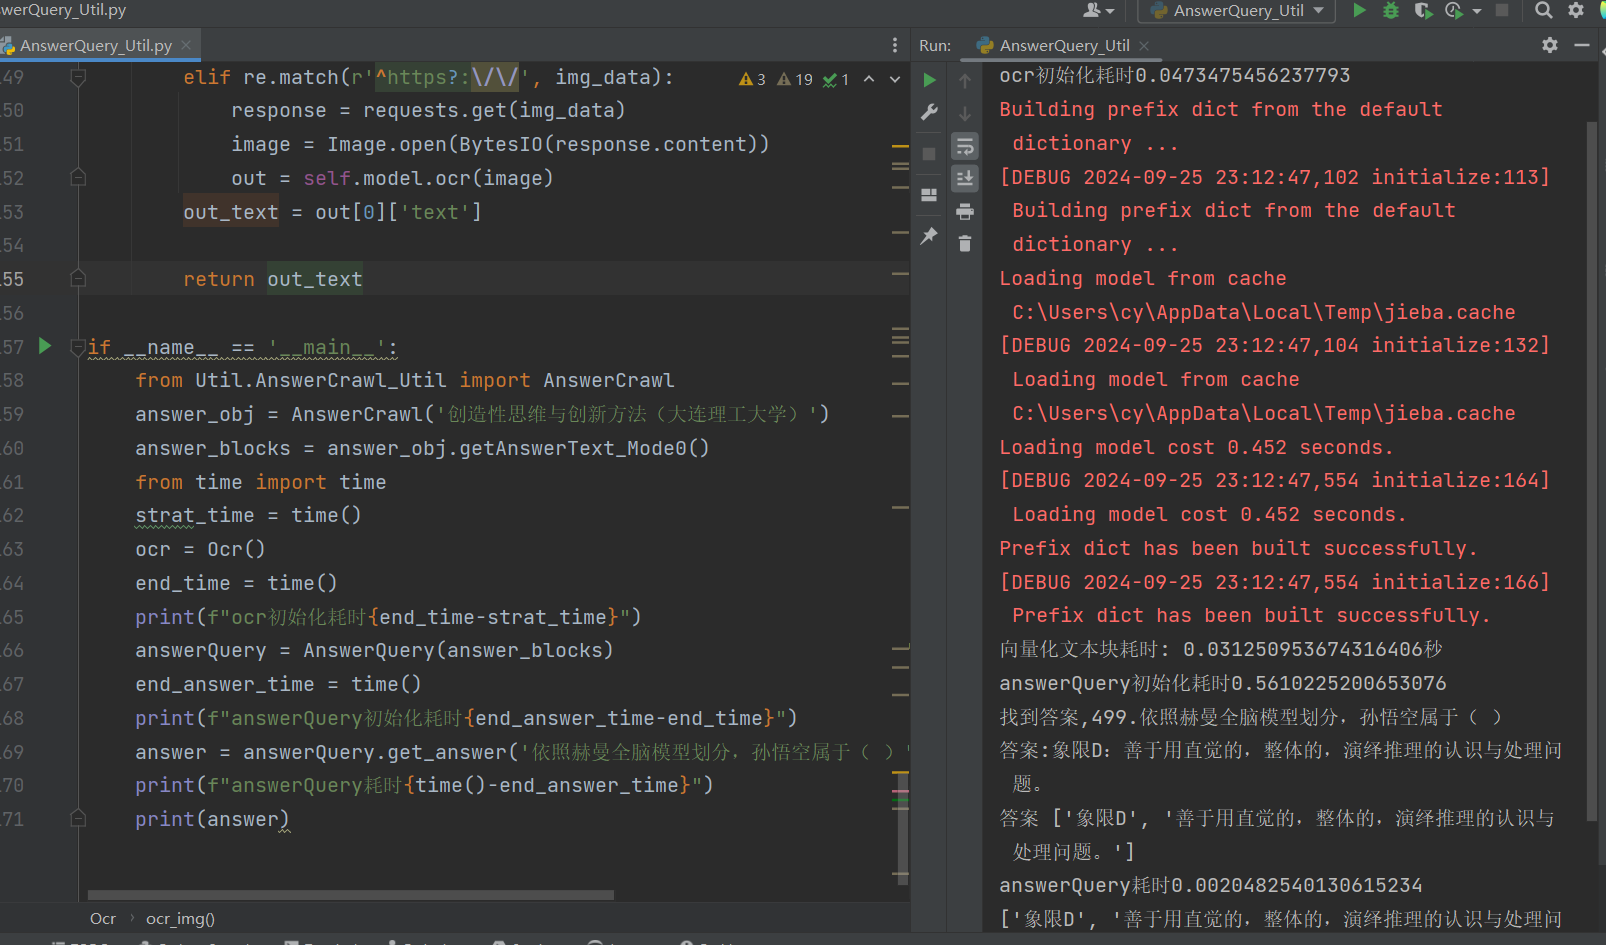 werQuery_Util.py
AnswerQuery_Util
AnswerQuery_Util.py
Run:
AnswerQuery_Util
49
elif re.match(r'^https?:\/\/', img_data):
3
19
1
50
response = requests.get(img_data)
51
image = Image.open(BytesIO(response.content))
52
out = self.model.ocr(image)
53
out_text = out[0]['text']
54
55
return out_text
56
57
if __name__ == '__main__':
58
from Util.AnswerCrawl_Util import AnswerCrawl
59
answer_obj = AnswerCrawl('创造性思维与创新方法（大连理工大学）')
60
answer_blocks = answer_obj.getAnswerText_Mode0()
61
from time import time
62
strat_time = time()
63
ocr = Ocr()
64
end_time = time()
65
print(f"ocr初始化耗时{end_time-strat_time}")
66
answerQuery = AnswerQuery(answer_blocks)
67
end_answer_time = time()
68
print(f"answerQuery初始化耗时{end_answer_time-end_time}")
69
answer = answerQuery.get_answer('依照赫曼全脑模型划分，孙悟空属于（ ）'
70
print(f"answerQuery耗时{time()-end_answer_time}")
71
print(answer)
Ocr
ocr_img()
ocr初始化耗时0.0473475456237793
Building prefix dict from the default
dictionary ...
[DEBUG 2024-09-25 23:12:47,102 initialize:113]
Building prefix dict from the default
dictionary ...
Loading model from cache
C:\Users\cy\AppData\Local\Temp\jieba.cache
[DEBUG 2024-09-25 23:12:47,104 initialize:132]
Loading model from cache
C:\Users\cy\AppData\Local\Temp\jieba.cache
Loading model cost 0.452 seconds.
[DEBUG 2024-09-25 23:12:47,554 initialize:164]
Loading model cost 0.452 seconds.
Prefix dict has been built successfully.
[DEBUG 2024-09-25 23:12:47,554 initialize:166]
Prefix dict has been built successfully.
向量化文本块耗时: 0.031250953674316406秒
answerQuery初始化耗时0.5610225200653076
找到答案,499.依照赫曼全脑模型划分，孙悟空属于（ ）
答案:象限D：善于用直觉的，整体的，演绎推理的认识与处理问
题。
答案 ['象限D', '善于用直觉的，整体的，演绎推理的认识与
处理问题。']
answerQuery耗时0.0020482540130615234
['象限D', '善于用直觉的，整体的，演绎推理的认识与处理问